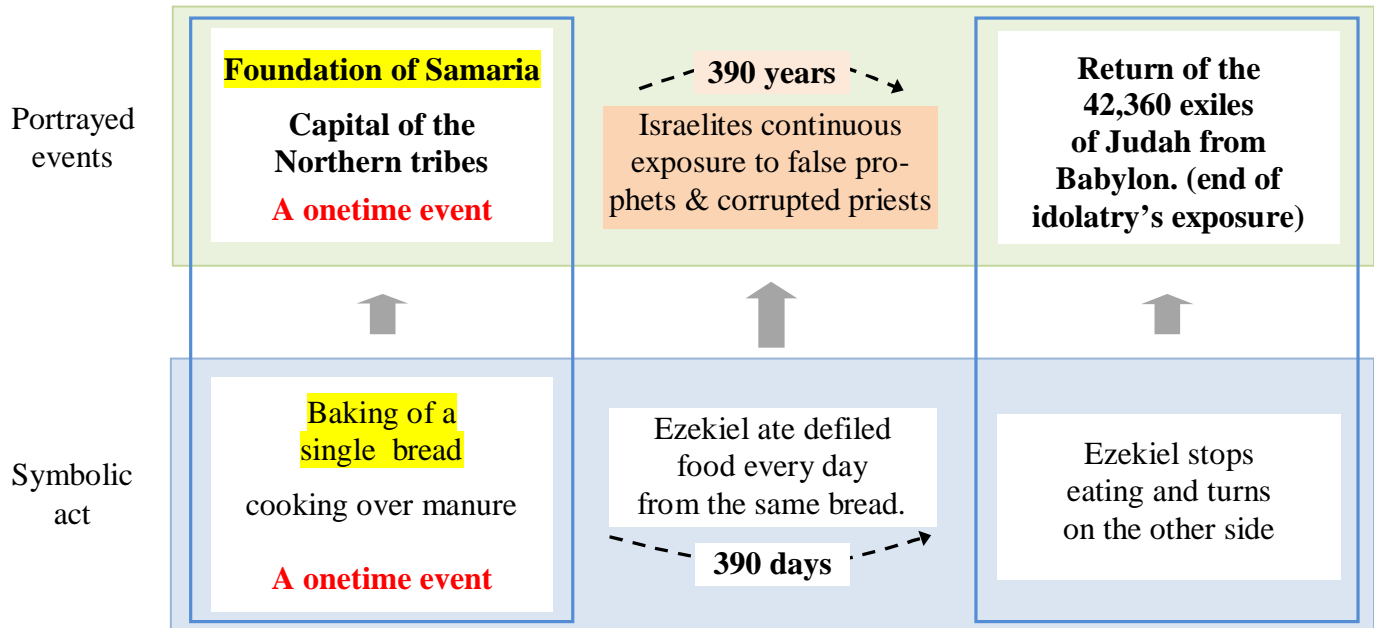 Portrayed
events
Foundation of Samaria
Capital of the
Northern tribes
A onetime event
390 years
Israelites continuous
exposure to false pro-
phets & corrupted priests
Return of the
42,360 exiles
of Judah from
Babylon. (end of
idolatry’s exposure)
Symbolic
act
Baking of a
single bread
cooking over manure
A onetime event
Ezekiel ate defiled
food every day
from the same bread.
390 days
Ezekiel stops
eating and turns
on the other side